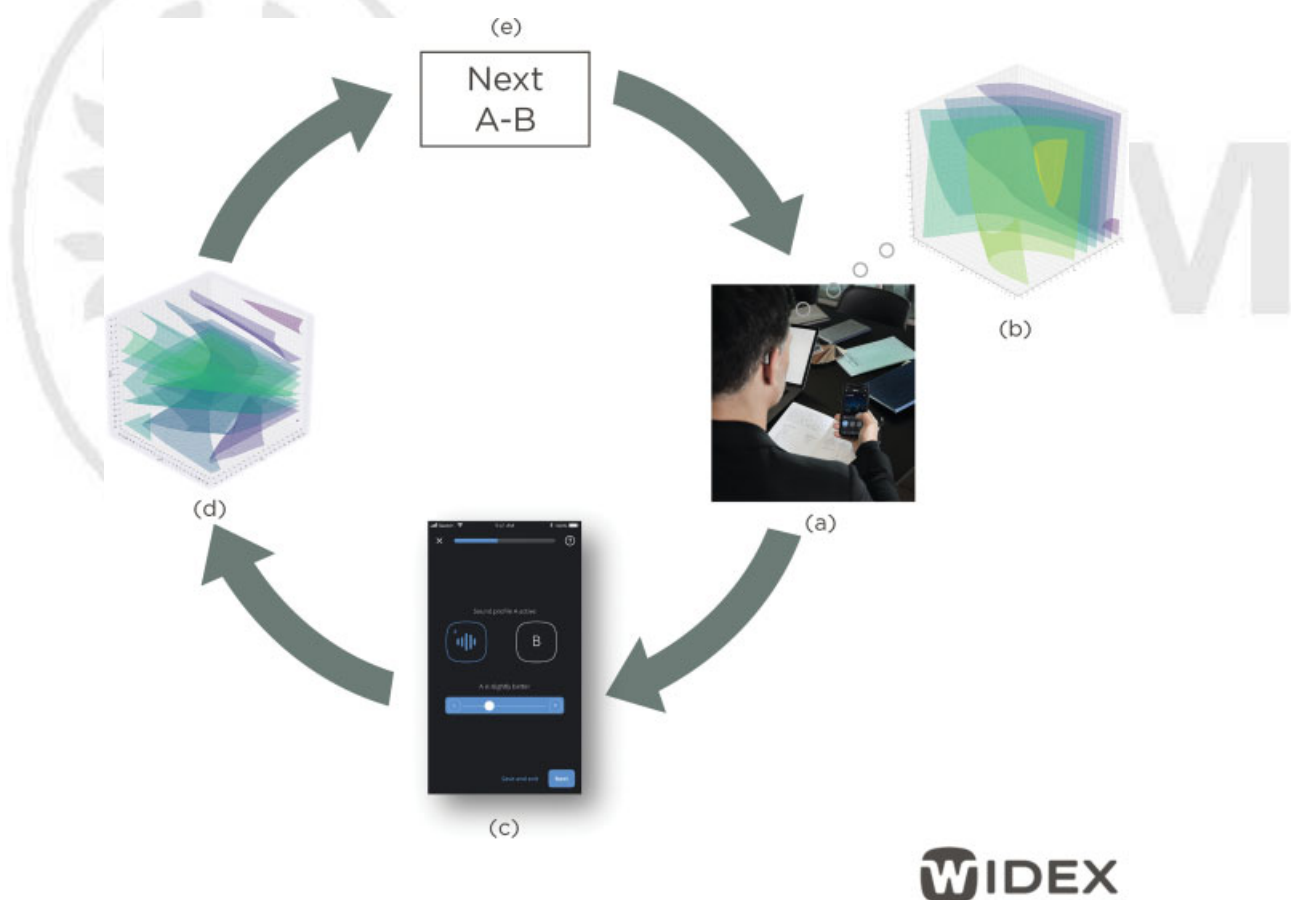 (e)
Next
A-B
(b)
(a)
(d)
Sound profile A active
B
A is slightly better
Save and exit
Next
(c)
WIDEX
M